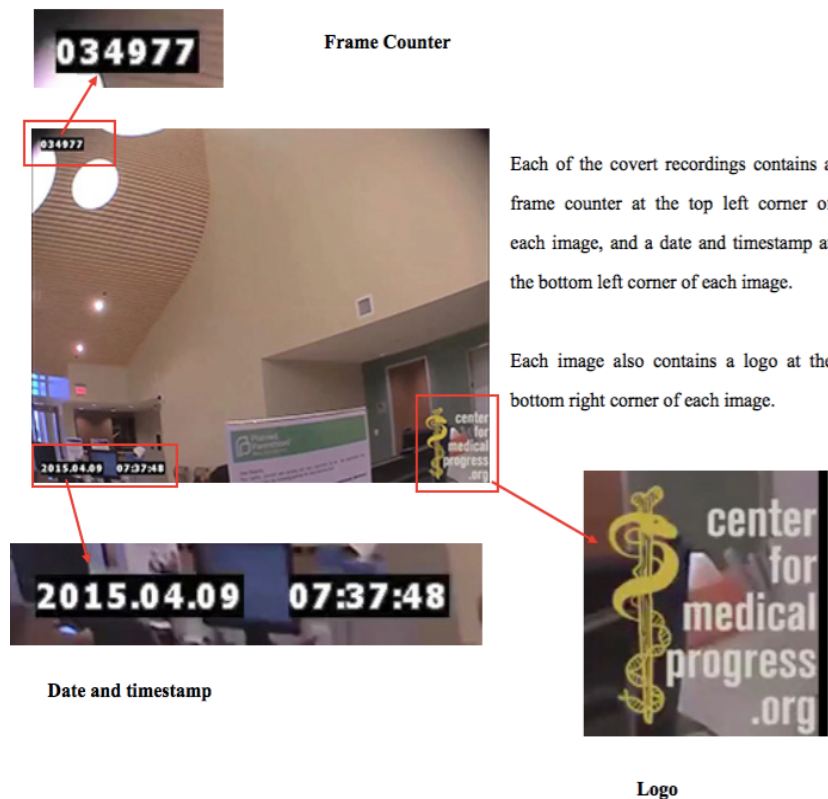 034977
Frame Counter
034977
Each of the covert recordings contains a
frame counter at the top left corner of
each image, and a date and timestamp at
the bottom left corner of each image.
Each image also contains a logo at the
bottom right corner of each image.
Planned
Parenthood
center
for
medical
progress
.org
2015.04.09 07:37:48
2015.04.09 07:37:48
center
for
medical
progress
.org
Date and timestamp
Logo